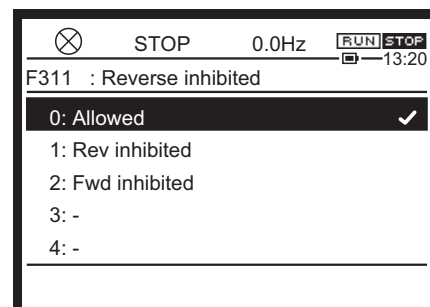 STOP 0.0Hz RUN STOP
13:20
F311 : Reverse inhibited
0: Allowed
1: Rev inhibited
2: Fwd inhibited
3: -
4: -